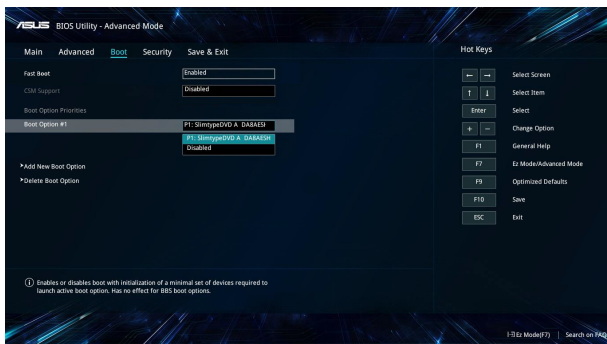 ASUS BIOS Utility - Advanced Mode
Main Advanced Boot Security Save & Exit
Hot Keys
Fast Boot Enabled
CSM Support Disabled
Boot Option Priorities
Boot Option #1 P1: SlimtypeDVD A DA8AESH
P1: SlimtypeDVD A DA8AESH
Disabled
>Add New Boot Option
>Delete Boot Option
← → Select Screen
↑ ↓ Select Item
Enter Select
+ − Change Option
F1 General Help
F7 Ez Mode/Advanced Mode
F9 Optimized Defaults
F10 Save
ESC Exit
Enables or disables boot with initialization of a minimal set of devices required to
launch active boot option. Has no effect for BBS boot options.
Ez Mode(F7) | Search on FAQ